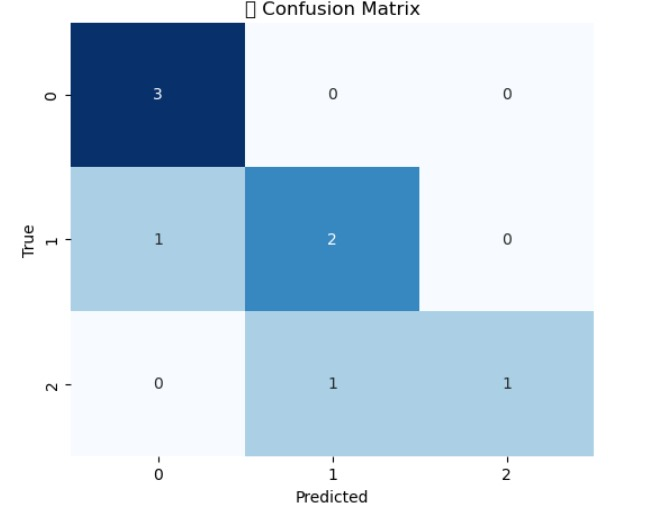 Confusion Matrix
0 3 0 0
True 1 1 2 0
2 0 1 1
0 1 2
Predicted